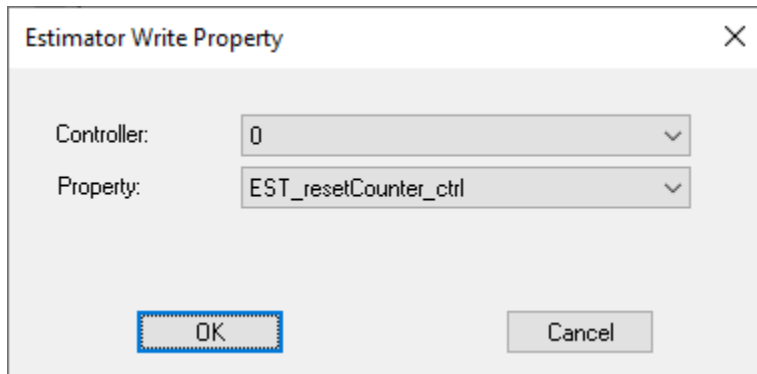 Estimator Write Property
Controller: 0
Property: EST_resetCounter_ctrl
OK Cancel